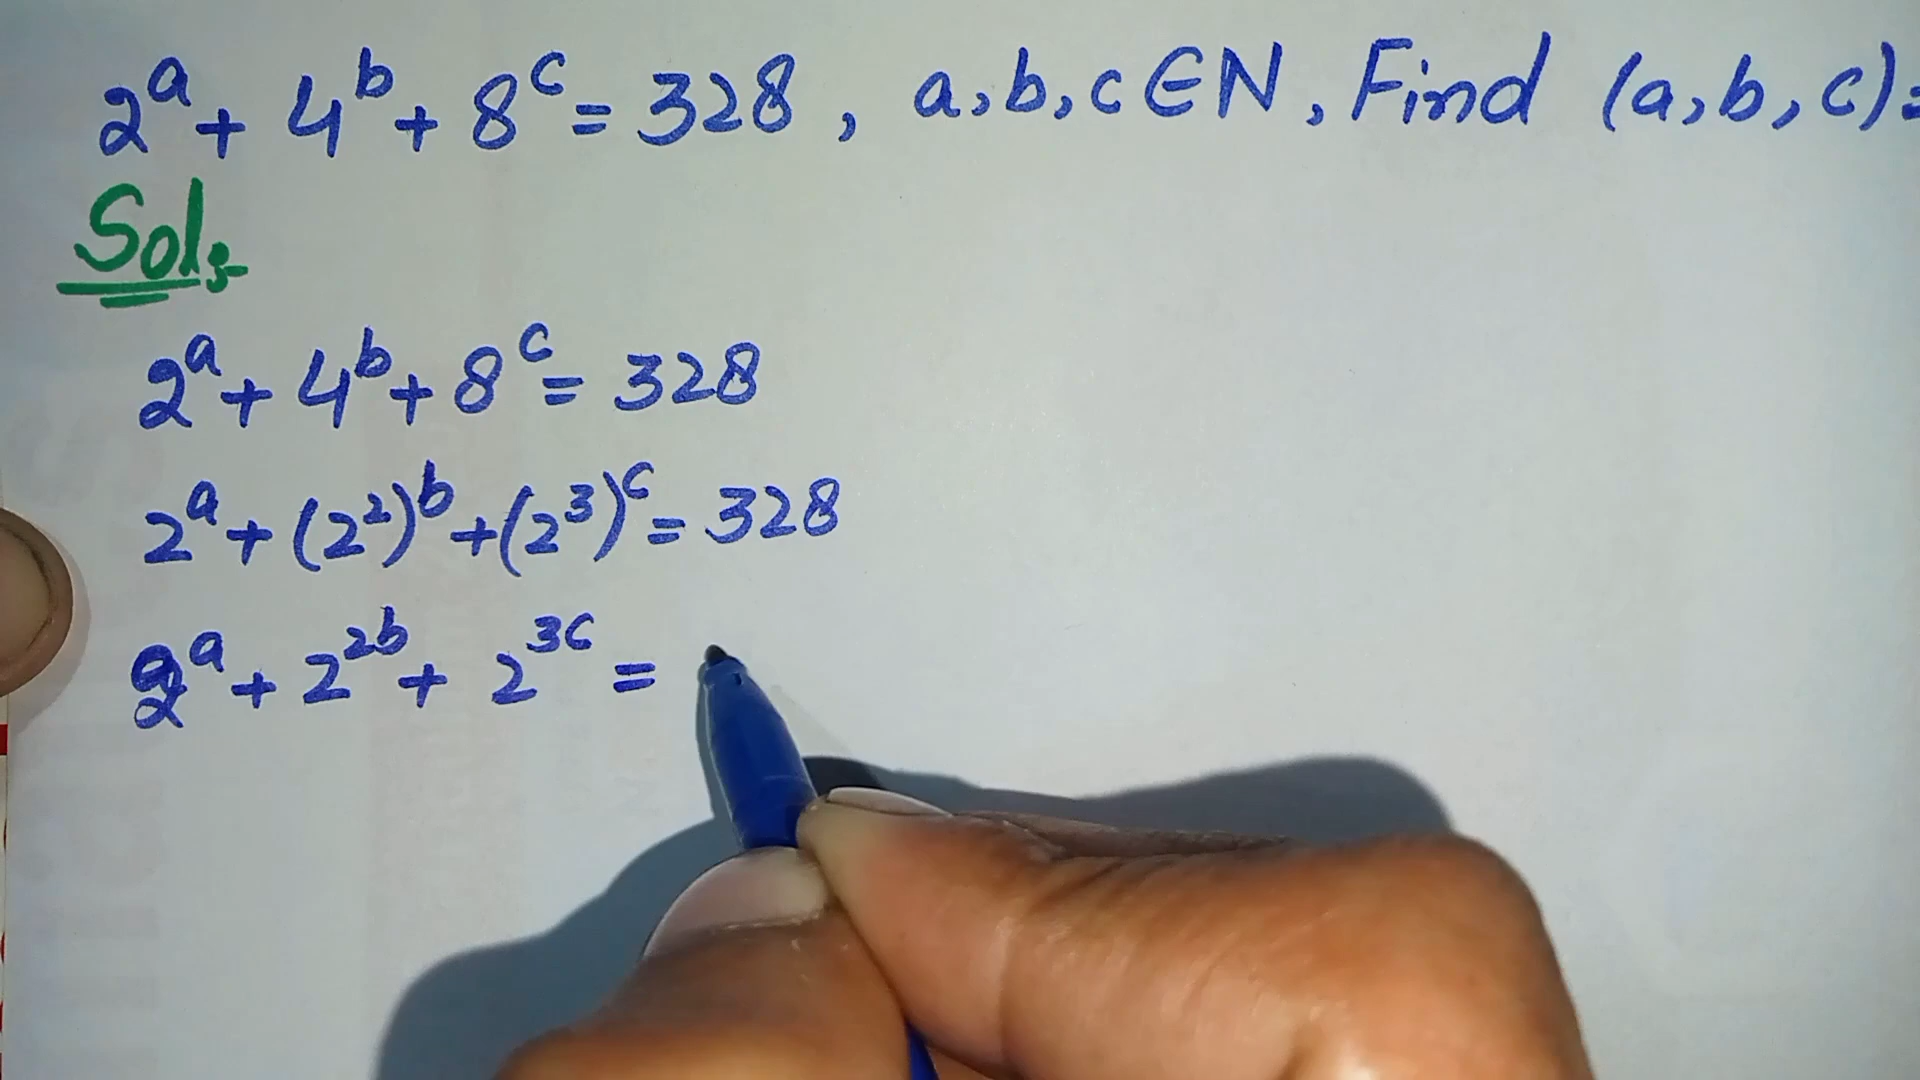 2^a + 4^b + 8^c = 328, a, b, c ∈ N, Find (a, b, c) =
Sol:-
2^a + 4^b + 8^c = 328
2^a + (2^2)^b + (2^3)^c = 328
2^a + 2^2b + 2^3c =